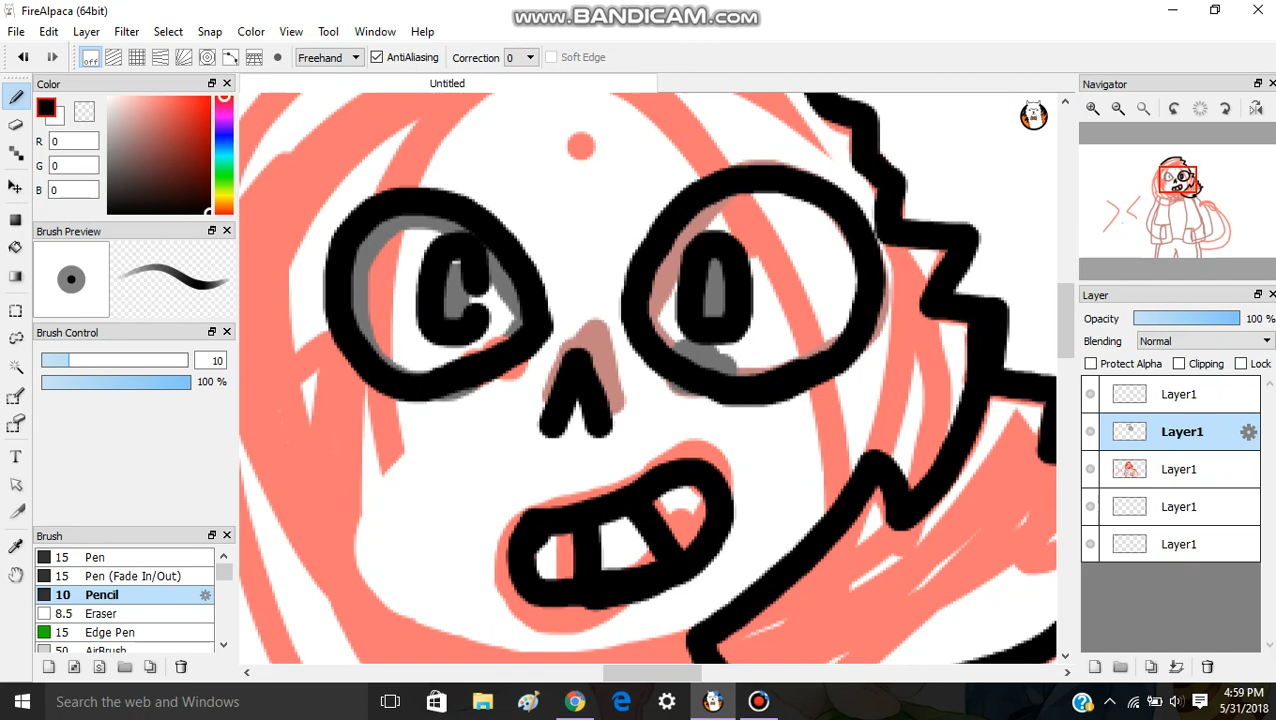 FireAlpaca (64bit)
www.BANDICAM.com
File Edit Layer Filter Select Snap Color View Tool Window Help
off Freehand AntiAliasing Correction 0 Soft Edge
Color
Untitled
Navigator
R 0
G 0
B 0
Brush Preview
Brush Control
10
100 %
Layer
Opacity 100 %
Blending Normal
Protect Alpha Clipping Lock
Layer1
Layer1
Layer1
Layer1
Layer1
Brush
15 Pen
15 Pen (Fade In/Out)
10 Pencil
8.5 Eraser
15 Edge Pen
50 AirBrush
Search the web and Windows
4:59 PM
5/31/2018